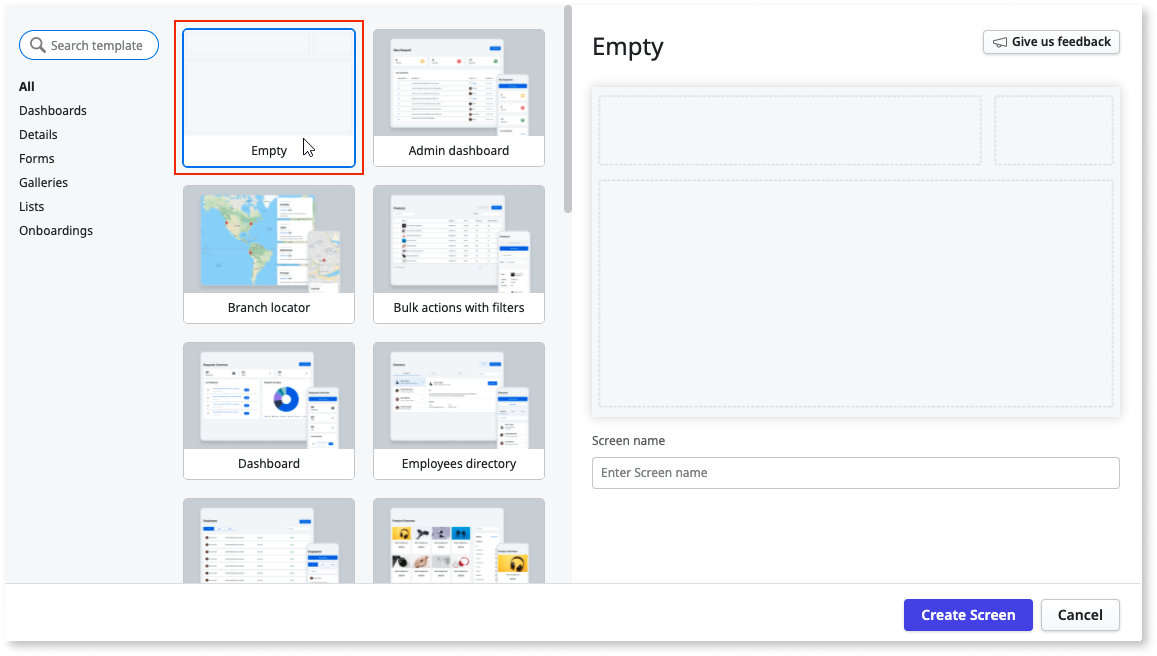 Search template
All
Dashboards
Details
Forms
Galleries
Lists
Onboardings
Empty
Admin dashboard
Branch locator
Bulk actions with filters
Dashboard
Employees directory
Empty
Give us feedback
Screen name
Enter Screen name
Create Screen
Cancel